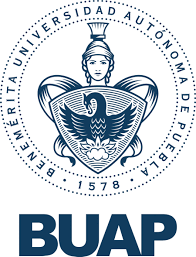 BENEMÉRITA UNIVERSIDAD AUTÓNOMA DE PUEBLA
· 1578 ·
BUAP